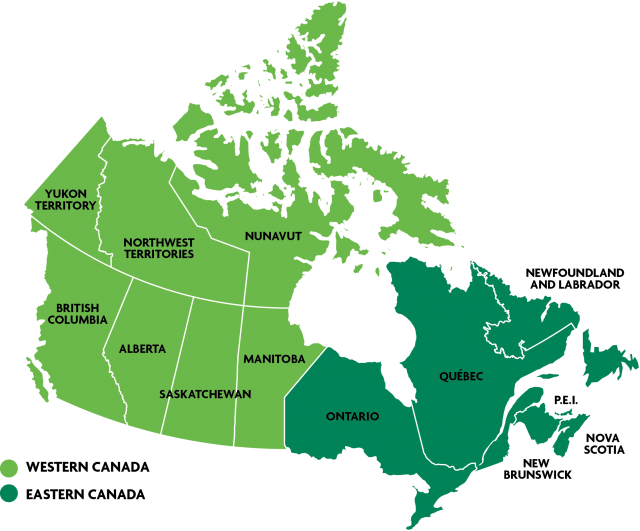 YUKON
TERRITORY
NORTHWEST
TERRITORIES
NUNAVUT
NEWFOUNDLAND
AND LABRADOR
BRITISH
COLUMBIA
ALBERTA
MANITOBA
SASKATCHEWAN
QUÉBEC
ONTARIO
P.E.I.
NOVA
SCOTIA
NEW
BRUNSWICK
WESTERN CANADA
EASTERN CANADA